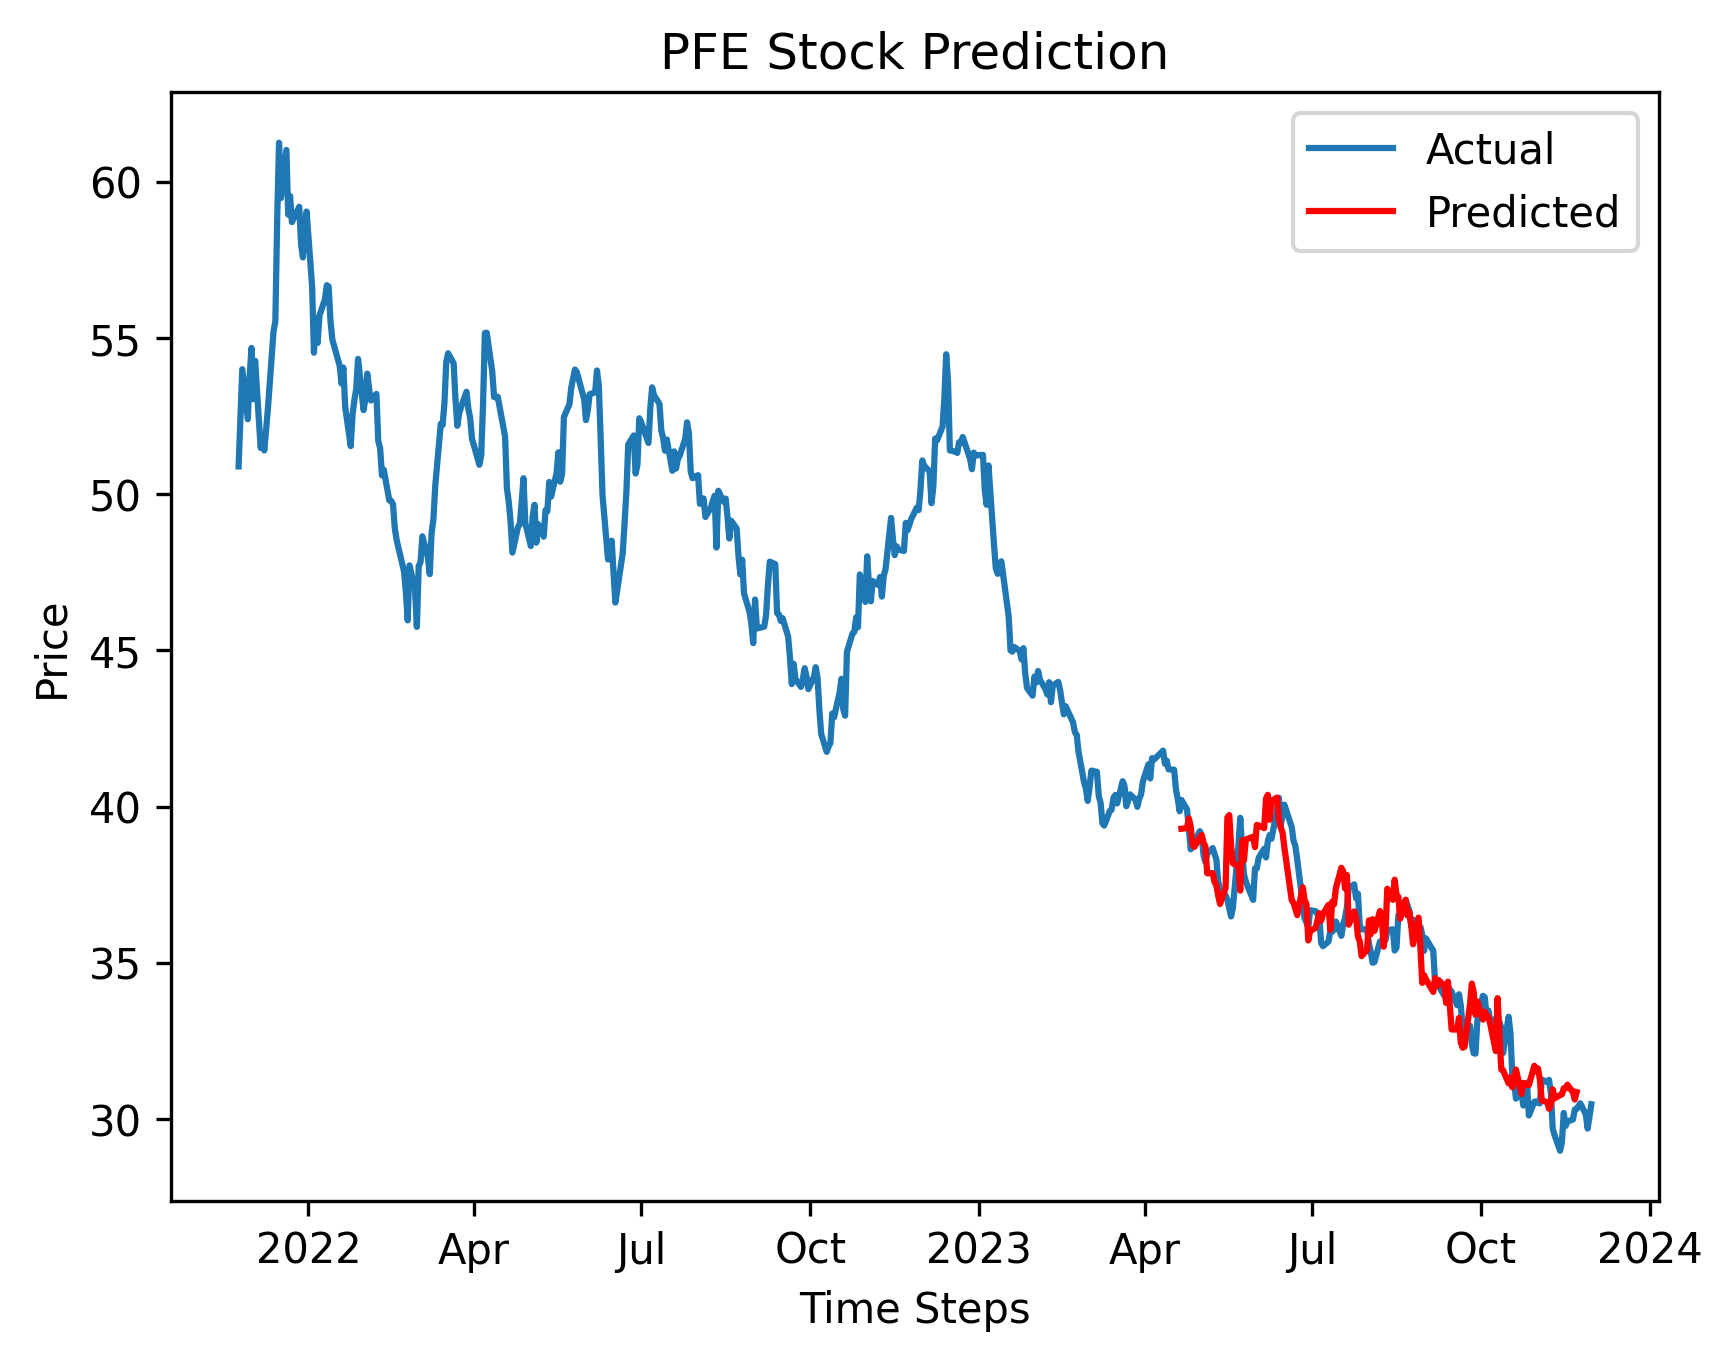 PFE Stock Prediction
Actual
Predicted
Price
60
55
50
45
40
35
30
2022 Apr Jul Oct 2023 Apr Jul Oct 2024
Time Steps